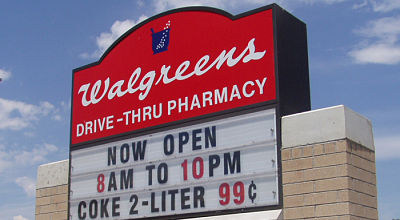 Walgreens
DRIVE-THRU PHARMACY
NOW OPEN
8AM TO 10PM
COKE 2-LITER 99¢